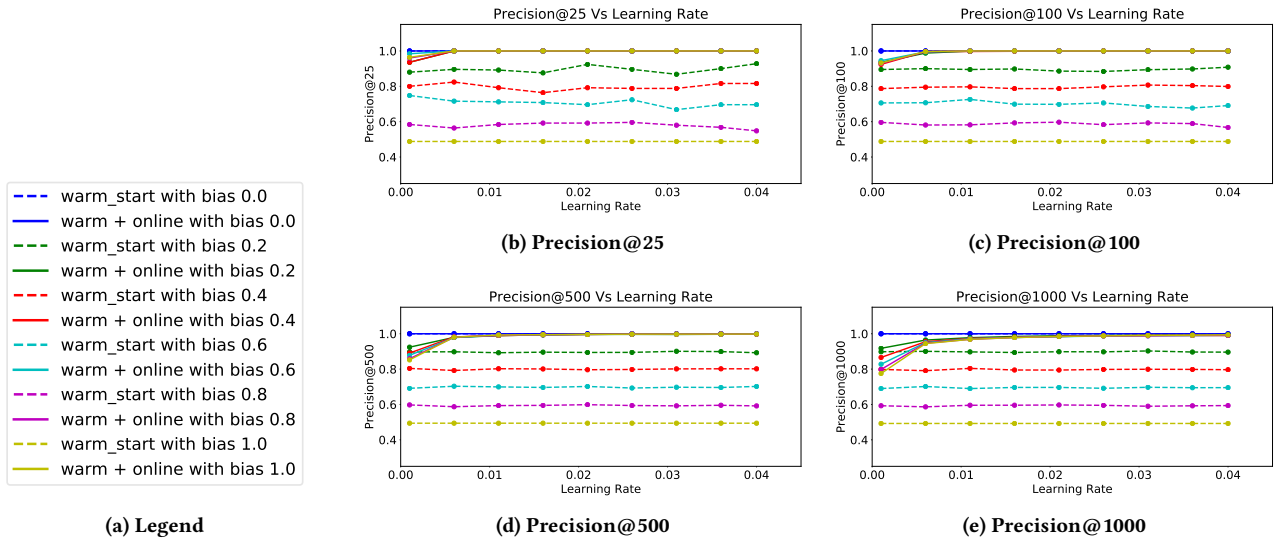 warm_start with bias 0.0
warm + online with bias 0.0
warm_start with bias 0.2
warm + online with bias 0.2
warm_start with bias 0.4
warm + online with bias 0.4
warm_start with bias 0.6
warm + online with bias 0.6
warm_start with bias 0.8
warm + online with bias 0.8
warm_start with bias 1.0
warm + online with bias 1.0
(a) Legend
Precision@25 Vs Learning Rate
Precision@25
1.0
0.8
0.6
0.4
0.00 0.01 0.02 0.03 0.04
Learning Rate
(b) Precision@25
Precision@100 Vs Learning Rate
Precision@100
1.0
0.8
0.6
0.4
0.00 0.01 0.02 0.03 0.04
Learning Rate
(c) Precision@100
Precision@500 Vs Learning Rate
Precision@500
1.0
0.8
0.6
0.4
0.00 0.01 0.02 0.03 0.04
Learning Rate
(d) Precision@500
Precision@1000 Vs Learning Rate
Precision@1000
1.0
0.8
0.6
0.4
0.00 0.01 0.02 0.03 0.04
Learning Rate
(e) Precision@1000